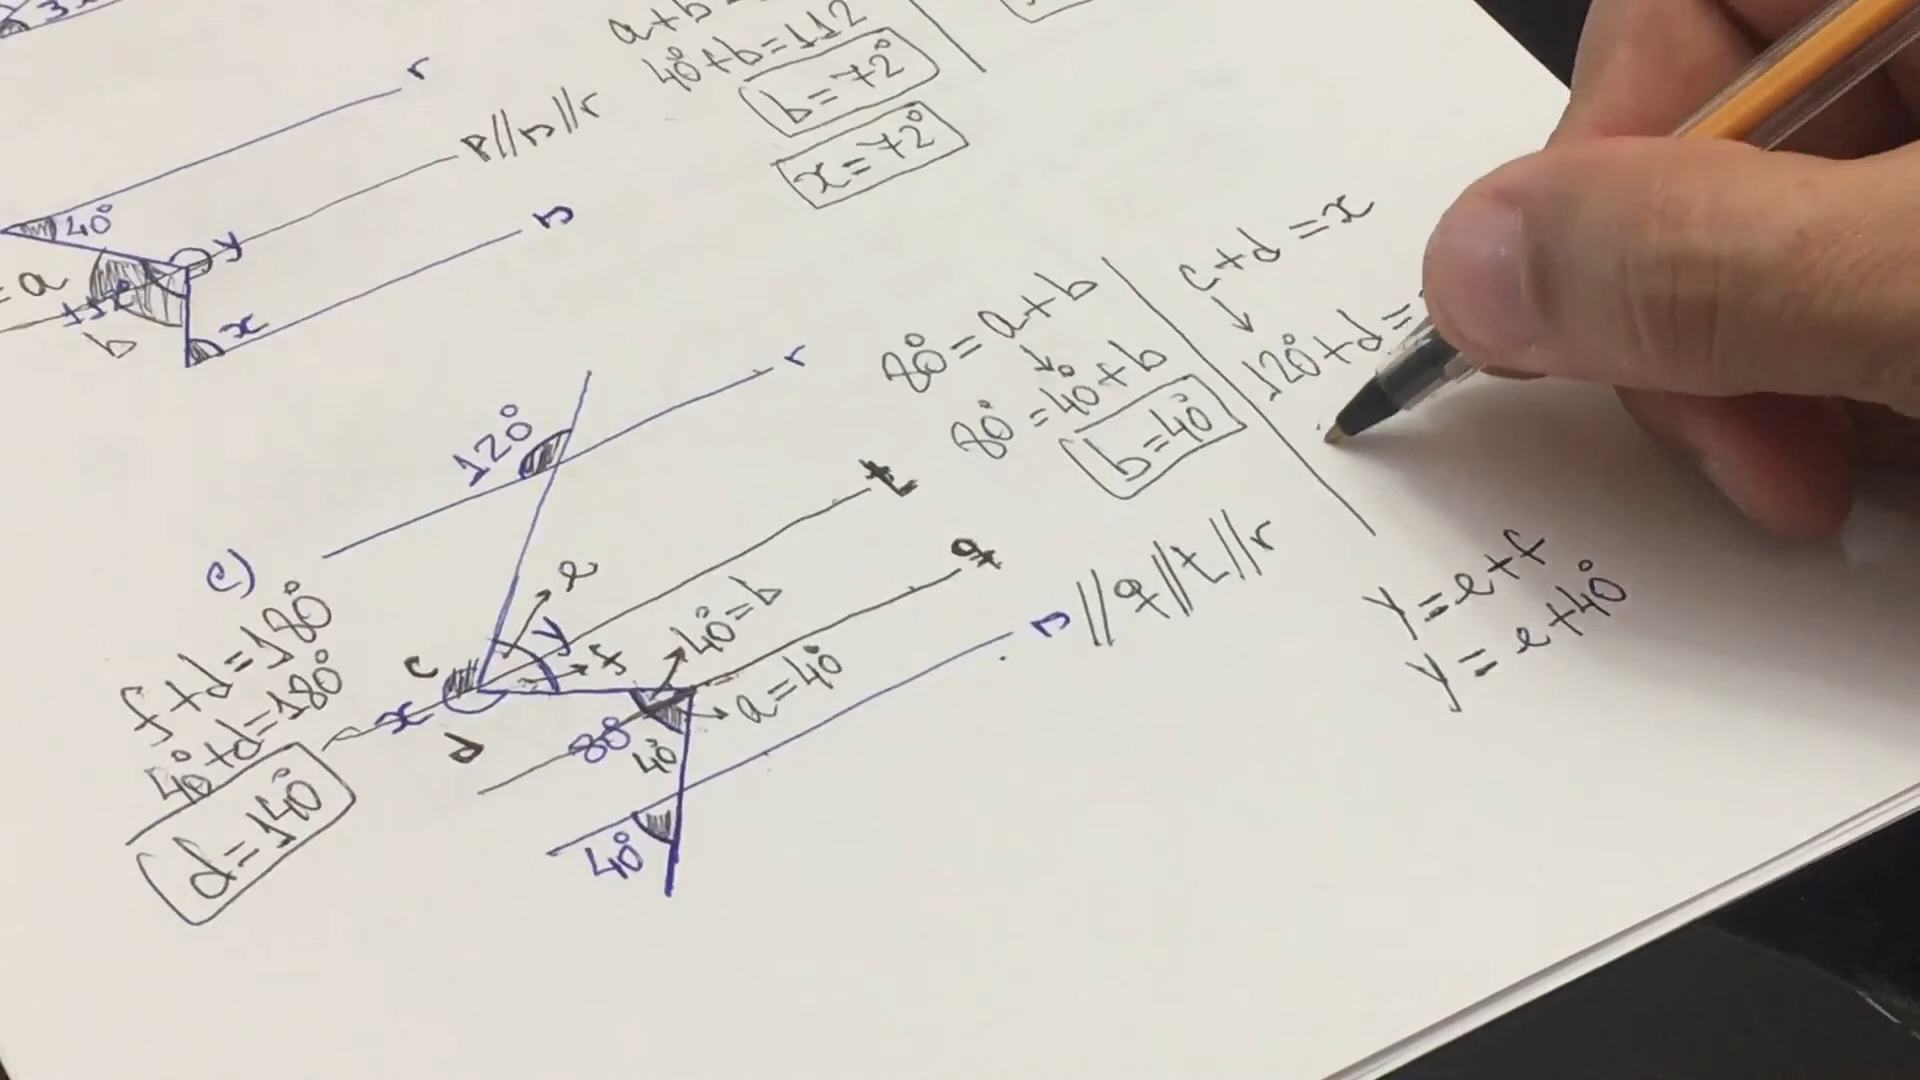 a+b
40°+b=112
b=72°
x=72°
r
p//s//r
s
40°
y
= a
112°
b
x
e)
120°
r
t
q
s//q//t//r
e
y
f
c
x
d
80°
40°=b
a=40°
40°
40°
f+d=180°
40°+d=180°
d=140°
80°=a+b
80°=40°+b
b=40°
c+d=x
120°+d=
y=e+f
y=e+40°